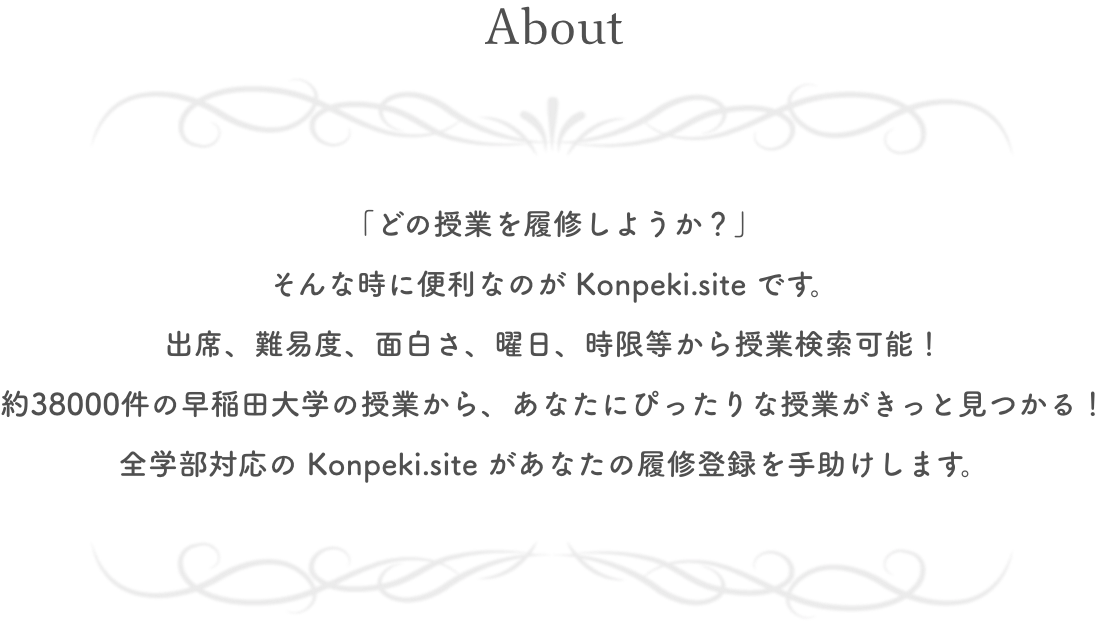 About
「どの授業を履修しようか？」
そんな時に便利なのが Konpeki.site です。
出席、難易度、面白さ、曜日、時限等から授業検索可能！
約38000件の早稲田大学の授業から、あなたにぴったりな授業がきっと見つかる！
全学部対応の Konpeki.site があなたの履修登録を手助けします。